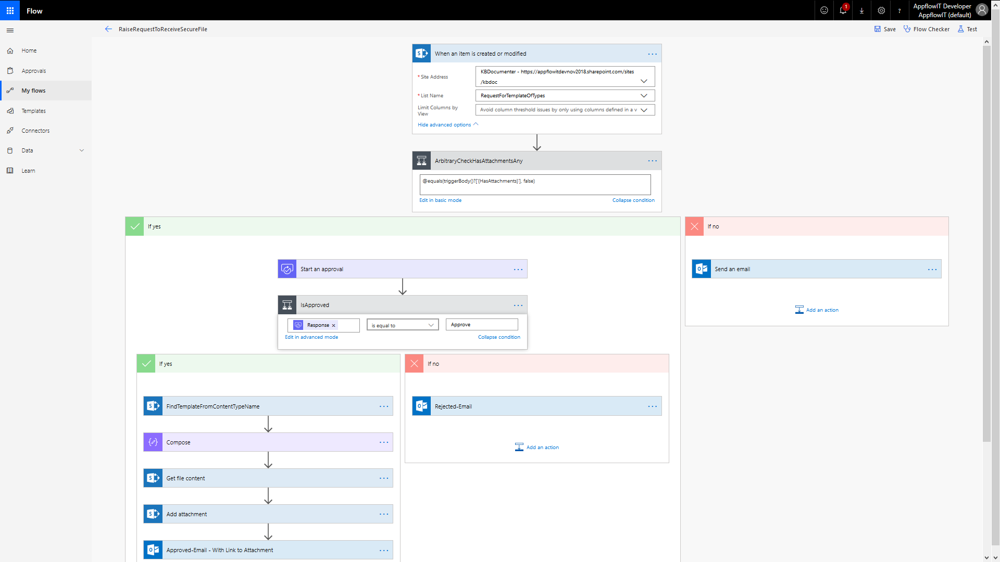 Flow
1
?
AppflowIT Developer
AppflowIT (default)
RaiseRequestToReceiveSecureFile
Save
Flow Checker
Test
Home
Approvals
My flows
Templates
Connectors
Data
Learn
When an item is created or modified
* Site Address
KBDocumenter - https://appflowitdevnov2018.sharepoint.com/sites
/kbdoc
* List Name
RequestForTemplateOfTypes
Limit Columns by
View
Avoid column threshold issues by only using columns defined in a v
Hide advanced options
ArbitraryCheckHasAttachmentsAny
@equals(triggerBody()?['{HasAttachments}'], false)
Edit in basic mode
Collapse condition
If yes
If no
Start an approval
Send an email
Add an action
IsApproved
Response ×
is equal to
Approve
Edit in advanced mode
Collapse condition
If yes
If no
FindTemplateFromContentTypeName
Rejected-Email
Compose
Add an action
Get file content
Add attachment
Approved-Email - With Link to Attachment